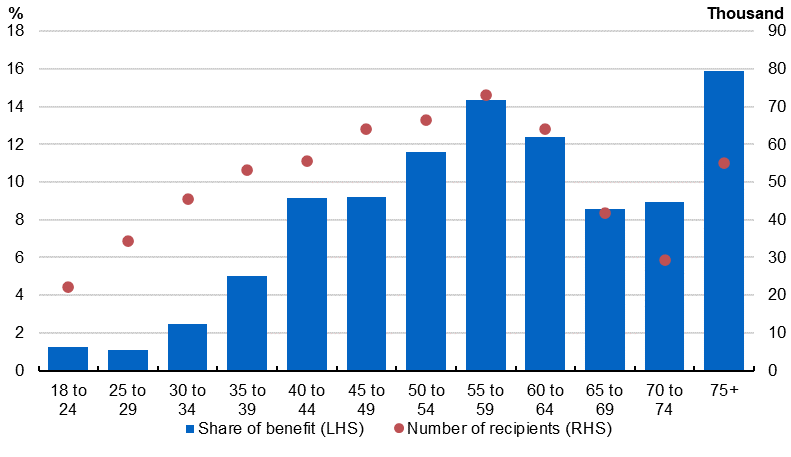 % Thousand
18 90
16 80
14 70
12 60
10 50
8 40
6 30
4 20
2 10
0 0
18 to 25 to 30 to 35 to 40 to 45 to 50 to 55 to 60 to 65 to 70 to 75+
24 29 34 39 44 49 54 59 64 69 74
Share of benefit (LHS) Number of recipients (RHS)